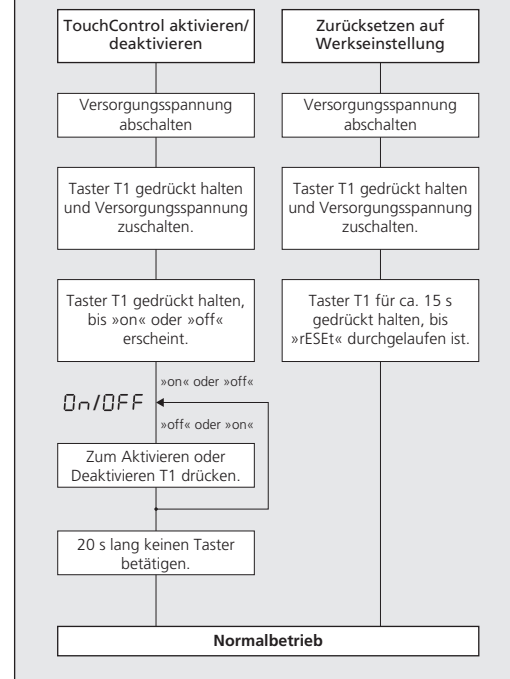 TouchControl aktivieren/
deaktivieren
Versorgungsspannung
abschalten
Taster T1 gedrückt halten
und Versorgungsspannung
zuschalten.
Taster T1 gedrückt halten,
bis »on« oder »off«
erscheint.
»on« oder »off«
On/OFF
»off« oder »on«
Zum Aktivieren oder
Deaktivieren T1 drücken.
20 s lang keinen Taster
betätigen.
Zurücksetzen auf
Werkseinstellung
Versorgungsspannung
abschalten
Taster T1 gedrückt halten
und Versorgungsspannung
zuschalten.
Taster T1 für ca. 15 s
gedrückt halten, bis
»rESEt« durchgelaufen ist.
Normalbetrieb